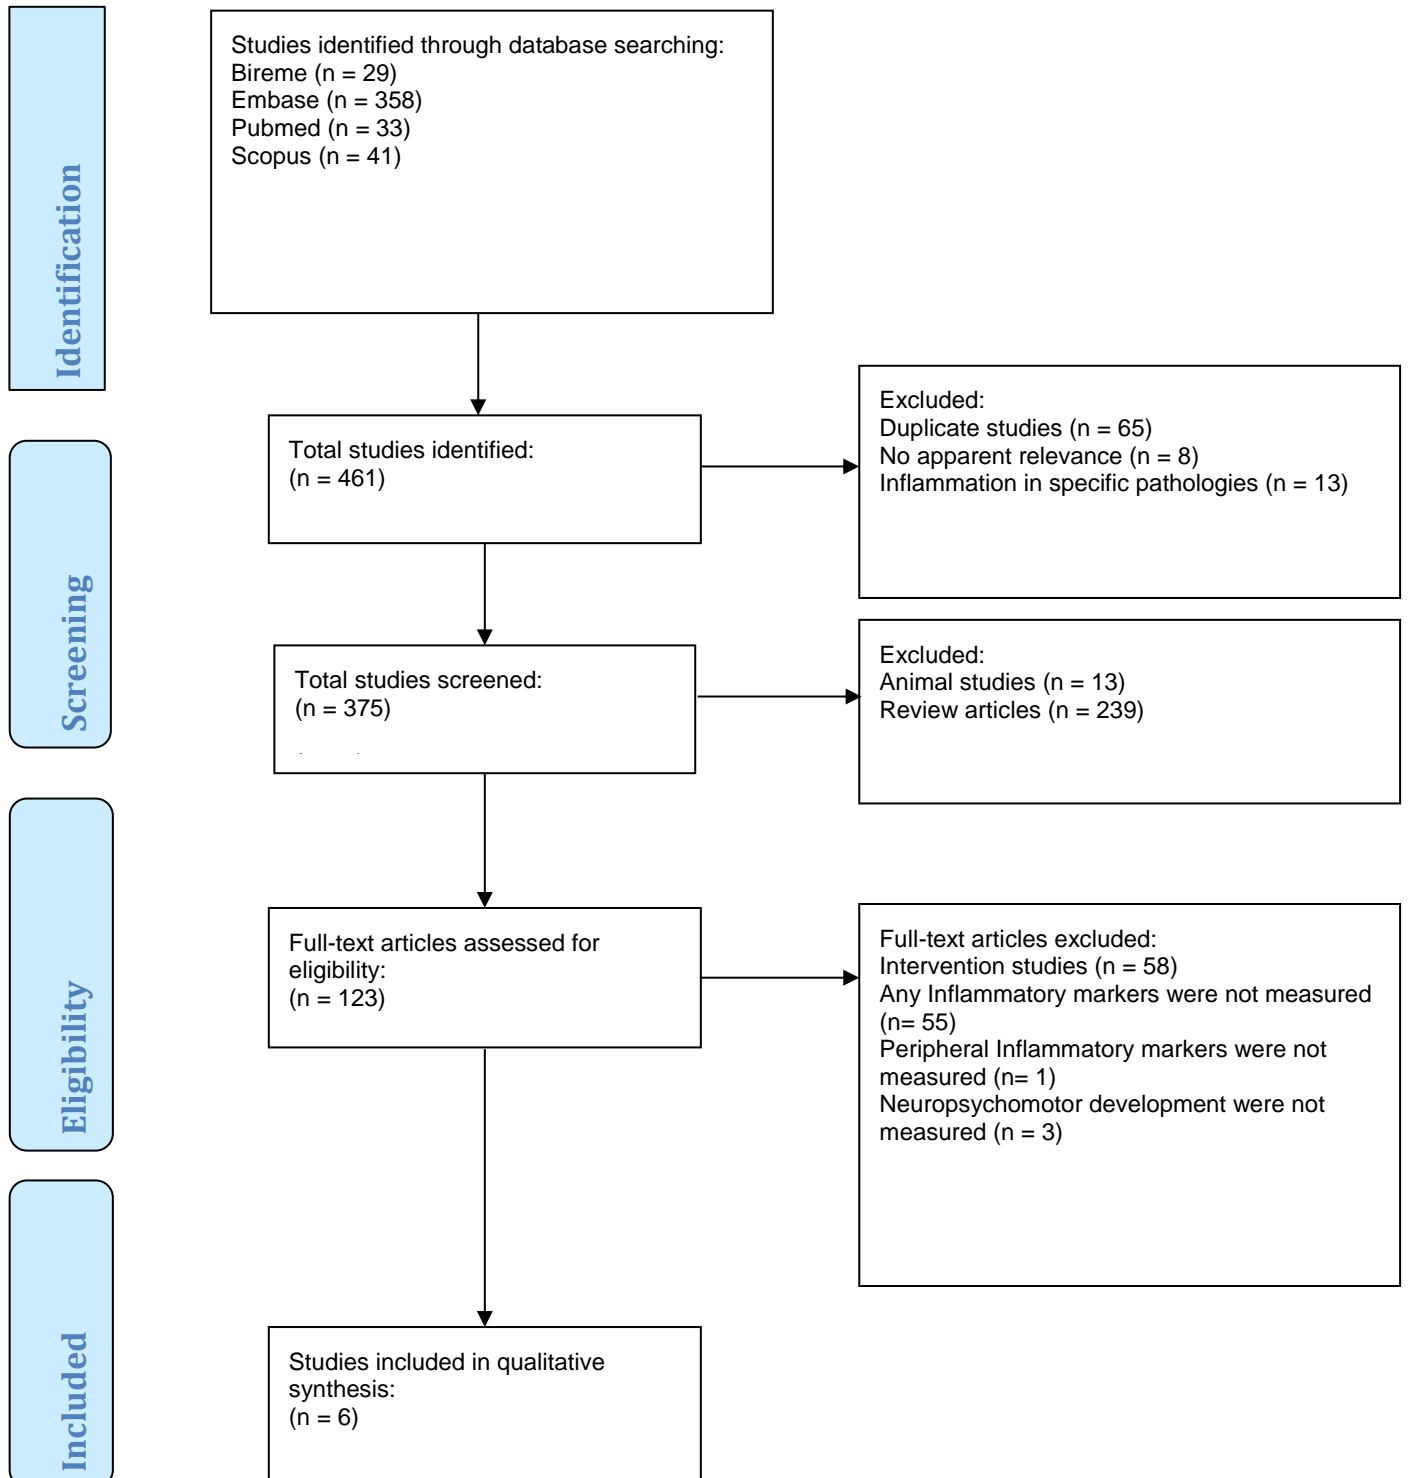 Identification
Studies identified through database searching:
Bireme (n = 29)
Embase (n = 358)
Pubmed (n = 33)
Scopus (n = 41)
Total studies identified:
(n = 461)
Excluded:
Duplicate studies (n = 65)
No apparent relevance (n = 8)
Inflammation in specific pathologies (n = 13)
Screening
Total studies screened:
(n = 375)
Excluded:
Animal studies (n = 13)
Review articles (n = 239)
Eligibility
Full-text articles assessed for
eligibility:
(n = 123)
Full-text articles excluded:
Intervention studies (n = 58)
Any Inflammatory markers were not measured
(n= 55)
Peripheral Inflammatory markers were not
measured (n= 1)
Neuropsychomotor development were not
measured (n = 3)
Included
Studies included in qualitative
synthesis:
(n = 6)